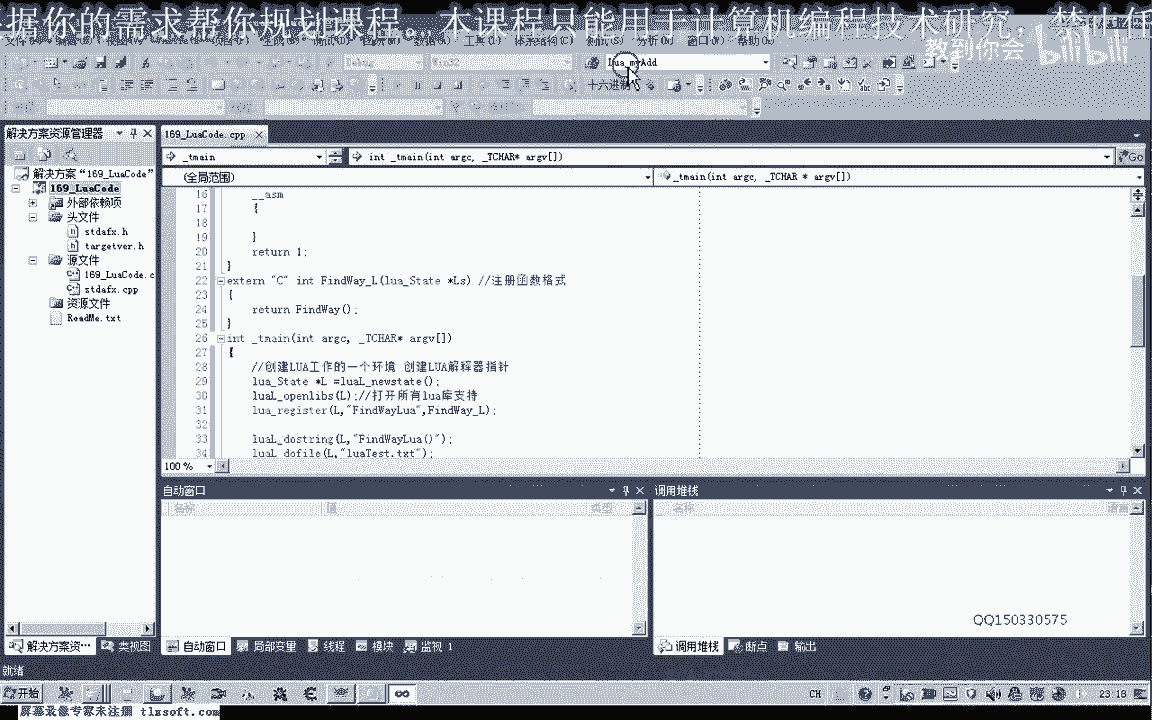 据你的需求帮你规划课程。,本课程只能用于计算机编程技术研究,禁止任
教到你会 bilibili
Debug Win32 lua_myAdd
十六进制
解决方案资源管理器
169_LuaCode.cpp
_tmain
int _tmain(int argc, _TCHAR* argv[])
Go
(全局范围)
_tmain(int argc, _TCHAR * argv[])
解决方案“169_LuaCode”
169_LuaCode
外部依赖项
头文件
stdafx.h
targetver.h
源文件
169_LuaCode.c
stdafx.cpp
资源文件
ReadMe.txt
16 __asm
17 {
18
19 }
20 return 1;
21 }
22 extern "C" int FindWay_L(lua_State *Ls) //注册函数格式
23 {
24 return FindWay();
25 }
26 int _tmain(int argc, _TCHAR* argv[])
27 {
28 //创建LUA工作的一个环境 创建LUA解释器指针
29 lua_State *L =luaL_newstate();
30 luaL_openlibs(L);//打开所有lua库支持
31 lua_register(L,"FindWayLua",FindWay_L);
32
33 luaL_dostring(L,"FindWayLua()");
34 luaL_dofile(L,"luaTest.txt");
100 %
自动窗口
名称 值 类型
调用堆栈
名称 语言
QQ150330575
解决方案资… 类视图
自动窗口 局部变量 线程 模块 监视 1
调用堆栈 断点 输出
就绪
开始
CH
23:18
屏幕录像专家未注册 tlxsoft.com